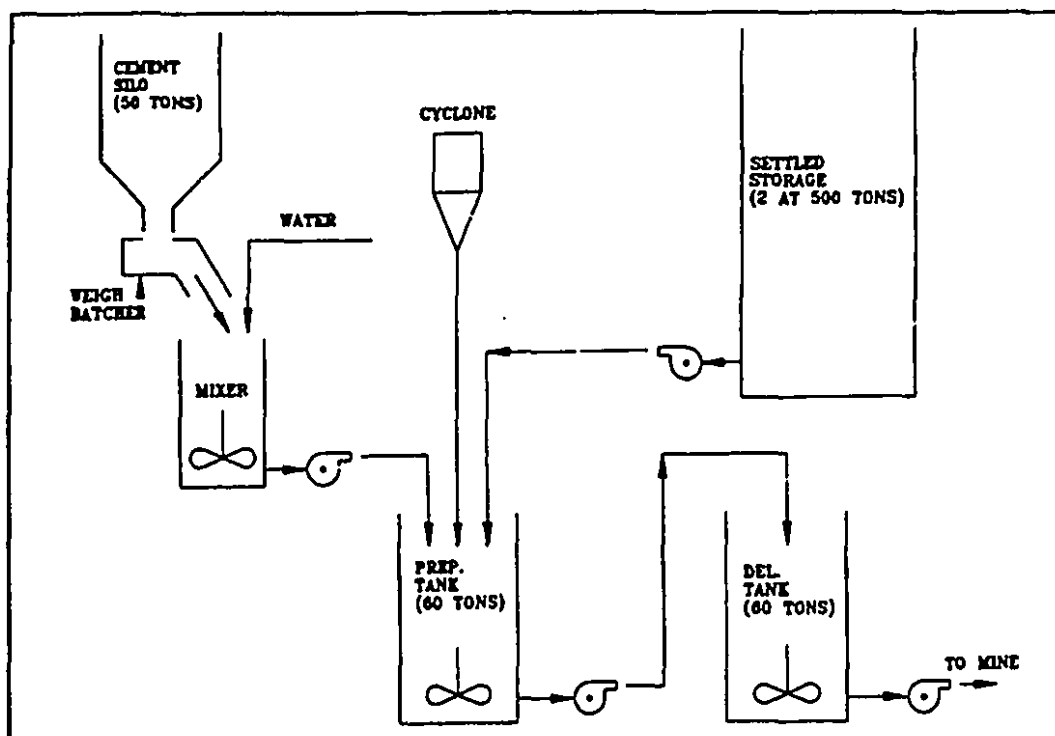 CEMENT
SILO
(50 TONS)
CYCLONE
SETTLED
STORAGE
(2 AT 500 TONS)
WATER
WEIGH
BATCHER
MIXER
PREP.
TANK
(60 TONS)
DEL.
TANK
(60 TONS)
TO MINE